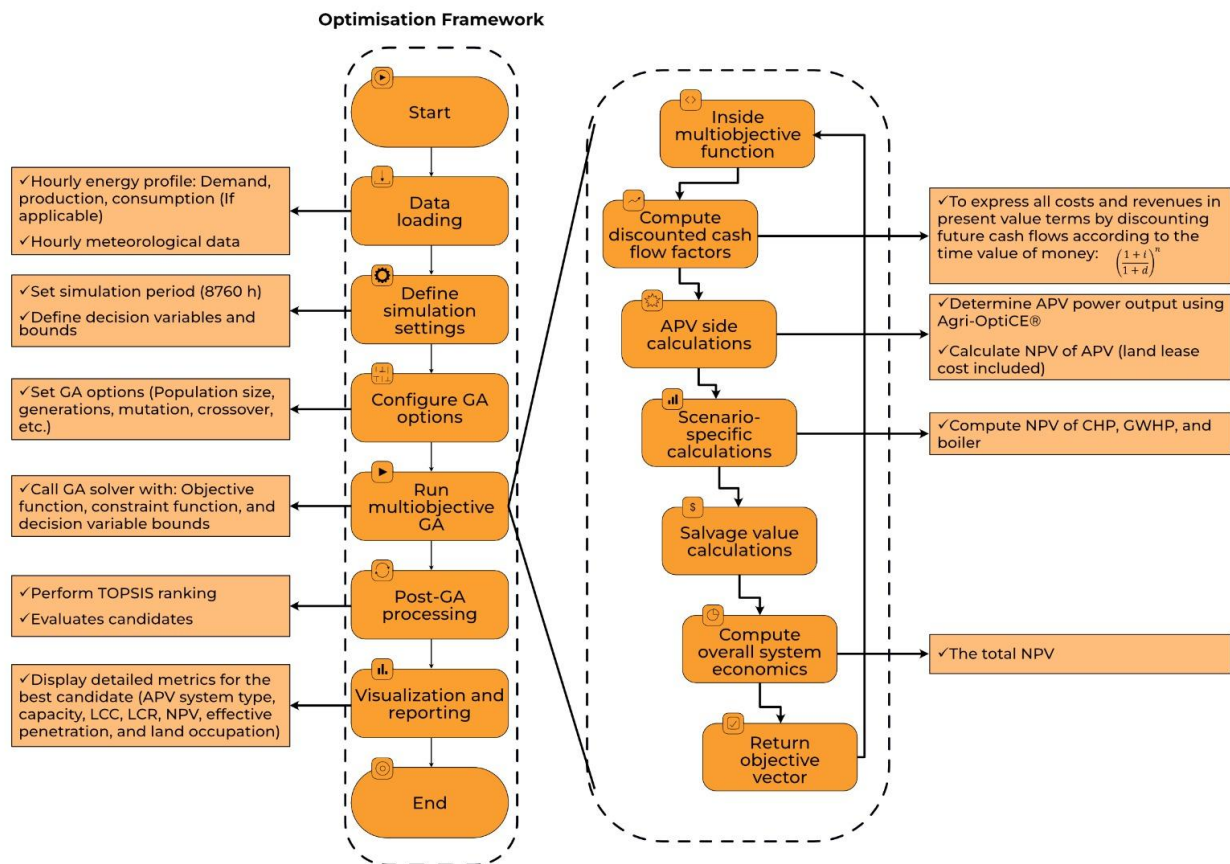 Optimisation Framework
Start
✓Hourly energy profile: Demand,
production, consumption (If
applicable)
✓Hourly meteorological data
Data
loading
✓Set simulation period (8760 h)
✓Define decision variables and
bounds
Define
simulation
settings
✓Set GA options (Population size,
generations, mutation, crossover,
etc.)
Configure GA
options
✓Call GA solver with: Objective
function, constraint function, and
decision variable bounds
Run
multiobjective
GA
✓Perform TOPSIS ranking
✓Evaluates candidates
Post-GA
processing
✓Display detailed metrics for the
best candidate (APV system type,
capacity, LCC, LCR, NPV, effective
penetration, and land occupation)
Visualization and
reporting
End
Inside
multiobjective
function
Compute
discounted cash
flow factors
✓To express all costs and revenues in
present value terms by discounting
future cash flows according to the
time value of money: ((1+i)/(1+d))^n
APV side
calculations
✓Determine APV power output using
Agri-OptiCE®
✓Calculate NPV of APV (land lease
cost included)
Scenario-
specific
calculations
✓Compute NPV of CHP, GWHP, and
boiler
$
Salvage value
calculations
Compute
overall system
economics
✓The total NPV
Return
objective
vector